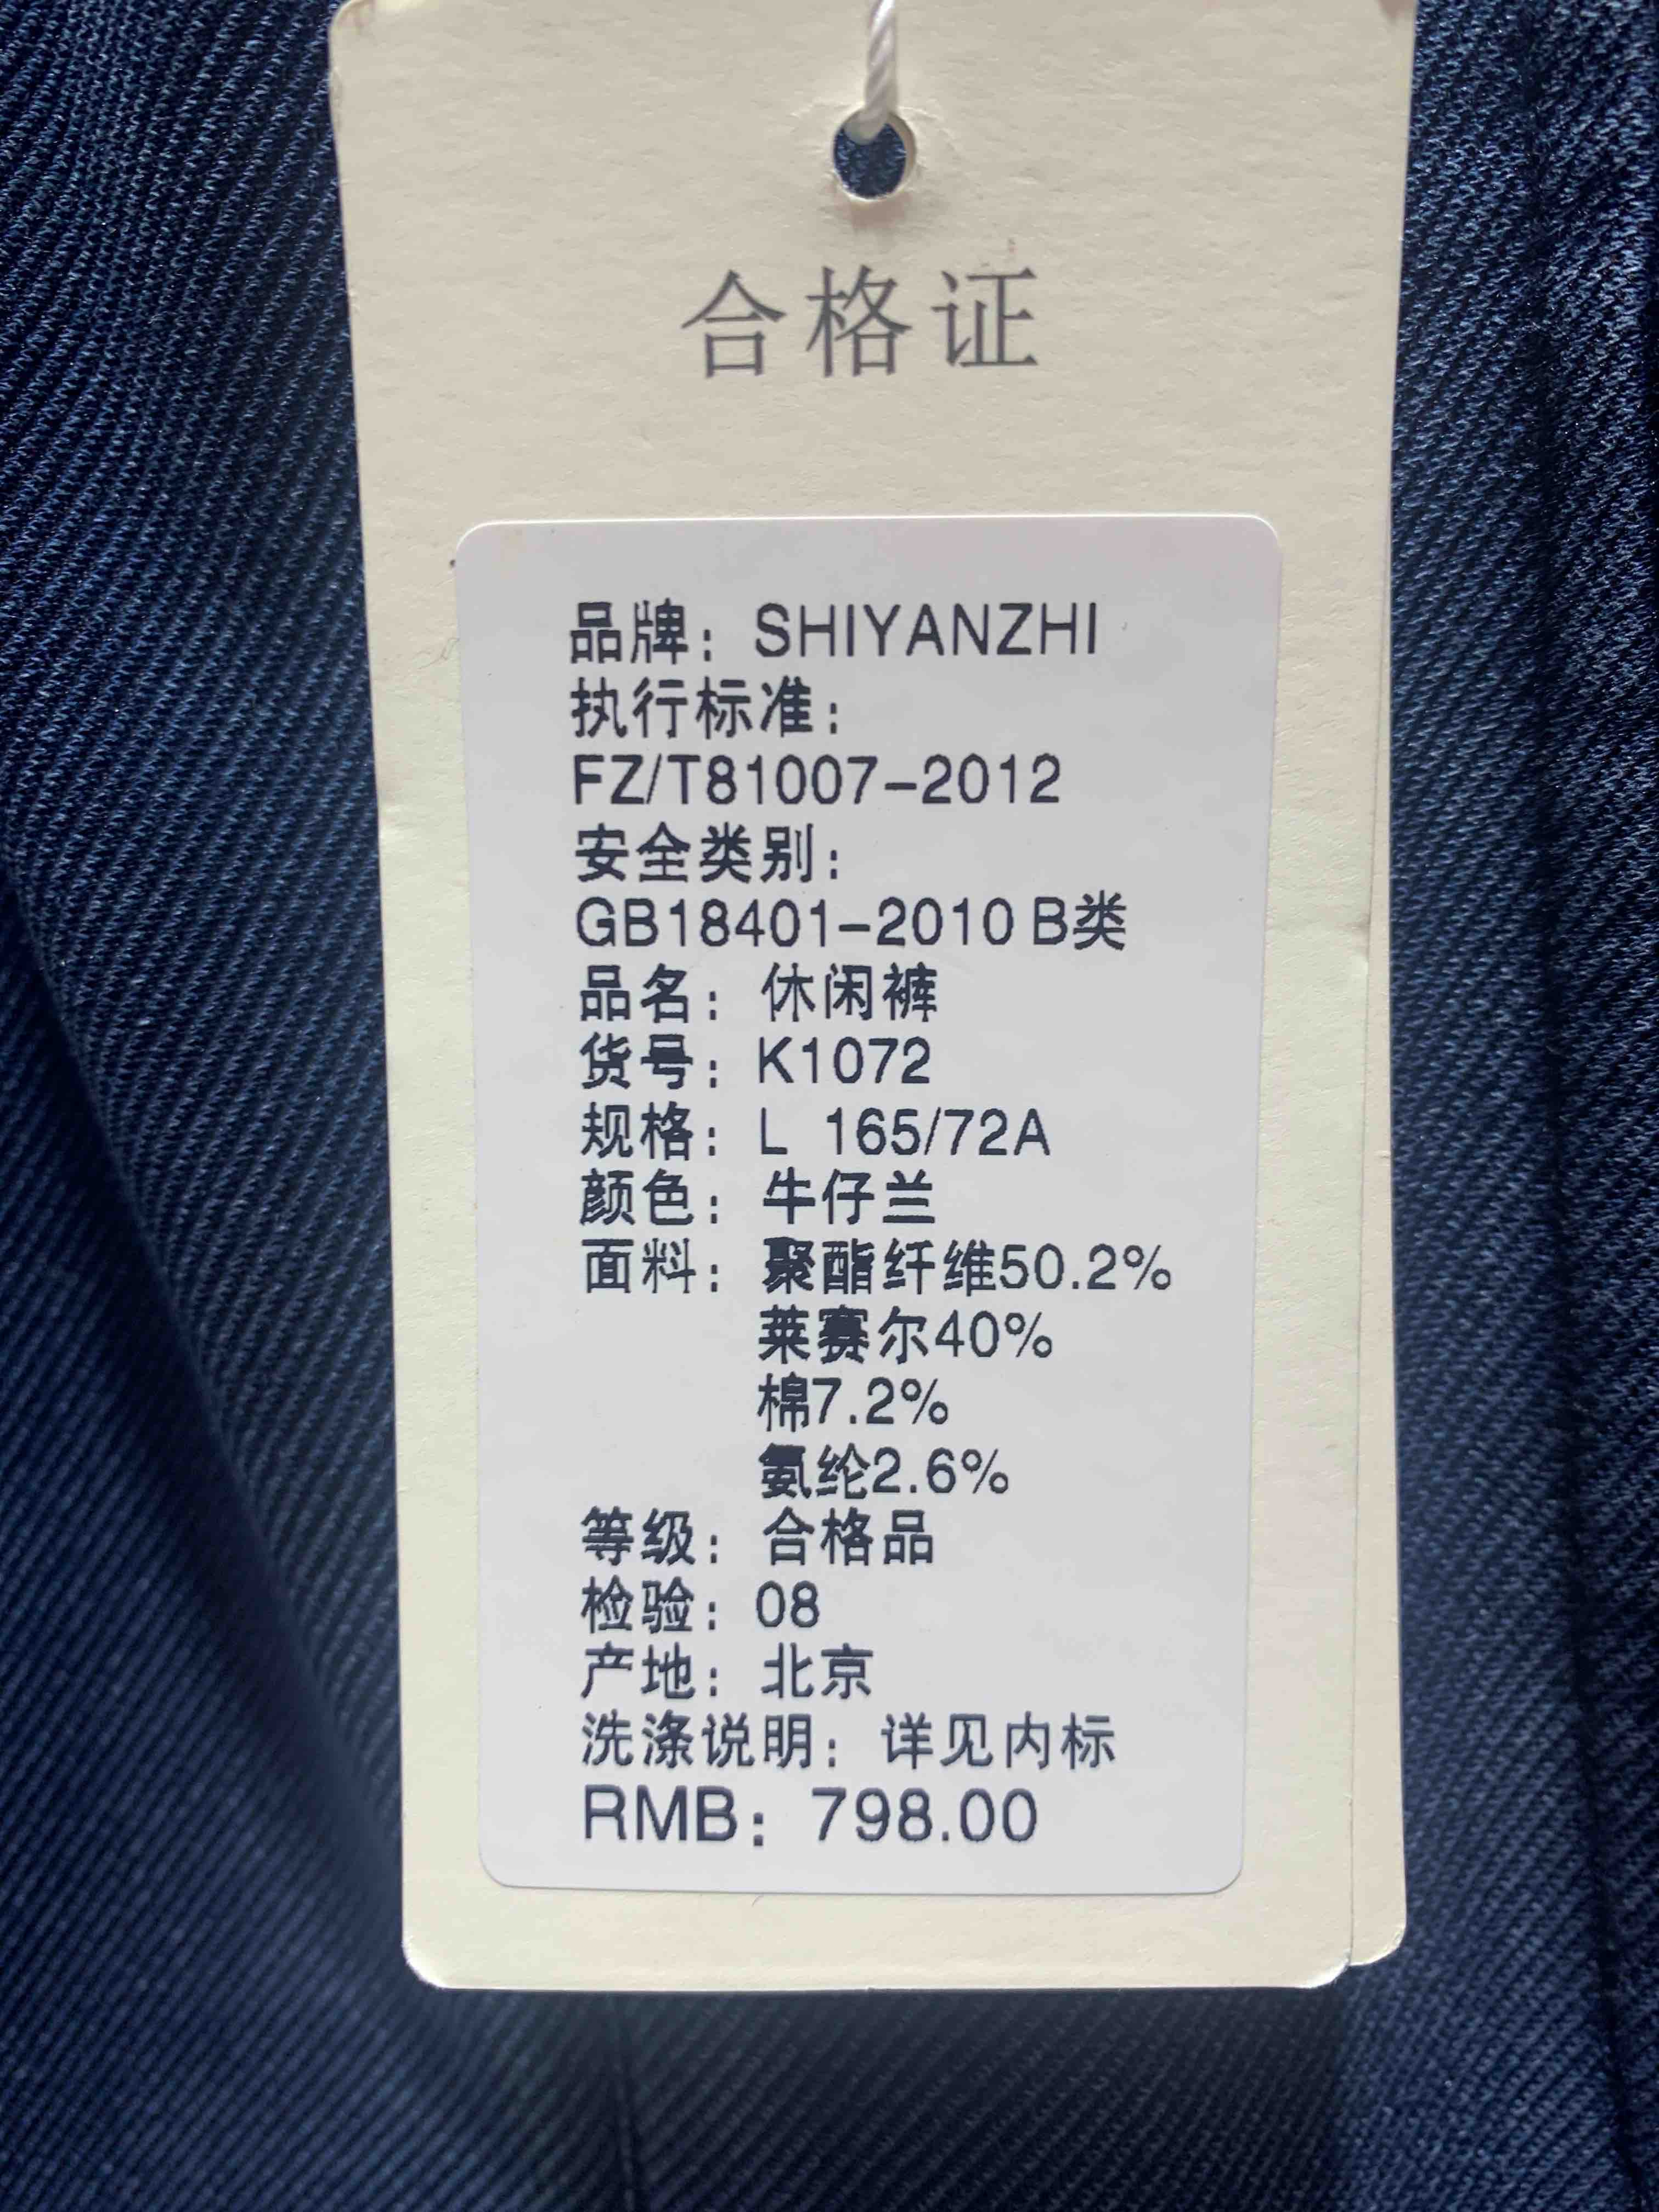 合格证
品牌：SHIYANZHI
执行标准：
FZ/T81007-2012
安全类别：
GB18401-2010 B类
品名：休闲裤
货号：K1072
规格：L 165/72A
颜色：牛仔兰
面料：聚酯纤维50.2%
莱赛尔40%
棉7.2%
氨纶2.6%
等级：合格品
检验：08
产地：北京
洗涤说明：详见内标
RMB：798.00